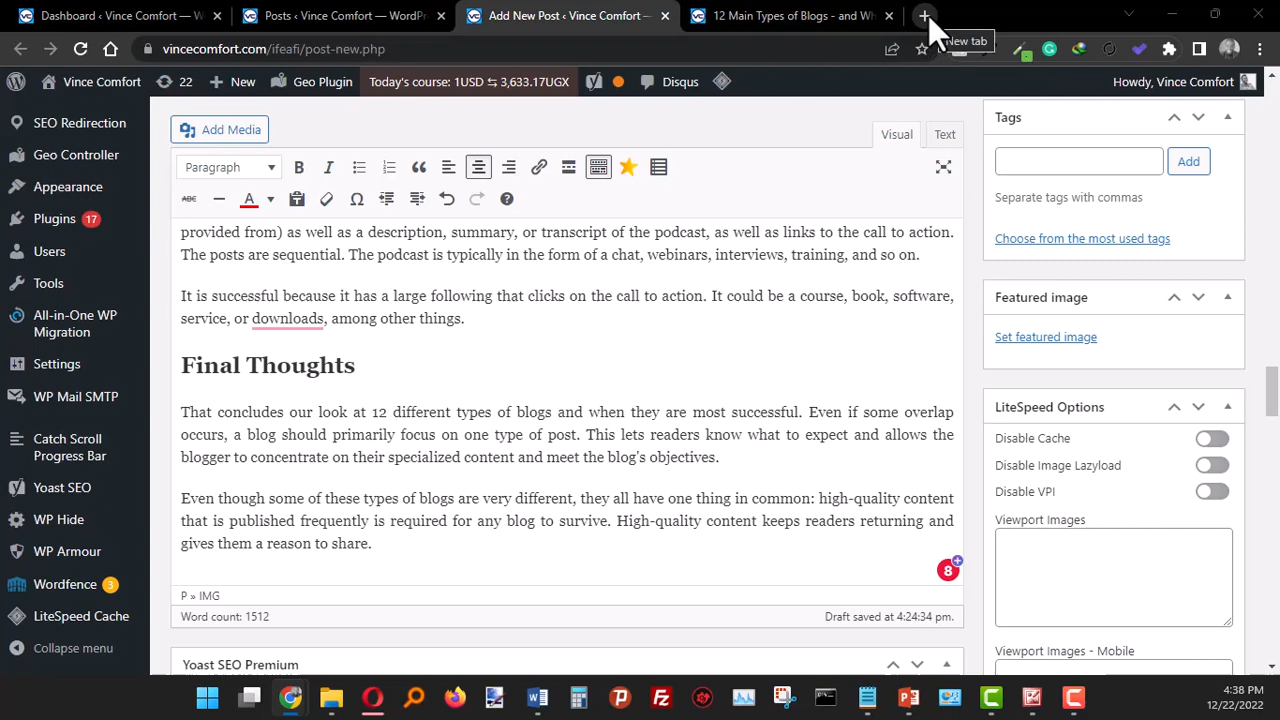 Dashboard ‹ Vince Comfort — W
Posts ‹ Vince Comfort — WordPr
Add New Post ‹ Vince Comfort —
12 Main Types of Blogs - and Wh
New tab
vincecomfort.com/ifeafi/post-new.php
Vince Comfort
22
New
Geo Plugin
Today's course: 1USD ⇆ 3,633.17UGX
Disqus
Howdy, Vince Comfort
SEO Redirection
Geo Controller
Appearance
Plugins 17
Users
Tools
All-in-One WP
Migration
Settings
WP Mail SMTP
Catch Scroll
Progress Bar
Yoast SEO
WP Hide
WP Armour
Wordfence 3
LiteSpeed Cache
Collapse menu
Add Media
Visual
Text
Paragraph
B I
ABC A
provided from) as well as a description, summary, or transcript of the podcast, as well as links to the call to action.
The posts are sequential. The podcast is typically in the form of a chat, webinars, interviews, training, and so on.
It is successful because it has a large following that clicks on the call to action. It could be a course, book, software,
service, or downloads, among other things.
Final Thoughts
That concludes our look at 12 different types of blogs and when they are most successful. Even if some overlap
occurs, a blog should primarily focus on one type of post. This lets readers know what to expect and allows the
blogger to concentrate on their specialized content and meet the blog's objectives.
Even though some of these types of blogs are very different, they all have one thing in common: high-quality content
that is published frequently is required for any blog to survive. High-quality content keeps readers returning and
gives them a reason to share.
8
P » IMG
Word count: 1512
Draft saved at 4:24:34 pm.
Yoast SEO Premium
Tags
Add
Separate tags with commas
Choose from the most used tags
Featured image
Set featured image
LiteSpeed Options
Disable Cache
Disable Image Lazyload
Disable VPI
Viewport Images
Viewport Images - Mobile
4:38 PM
12/22/2022